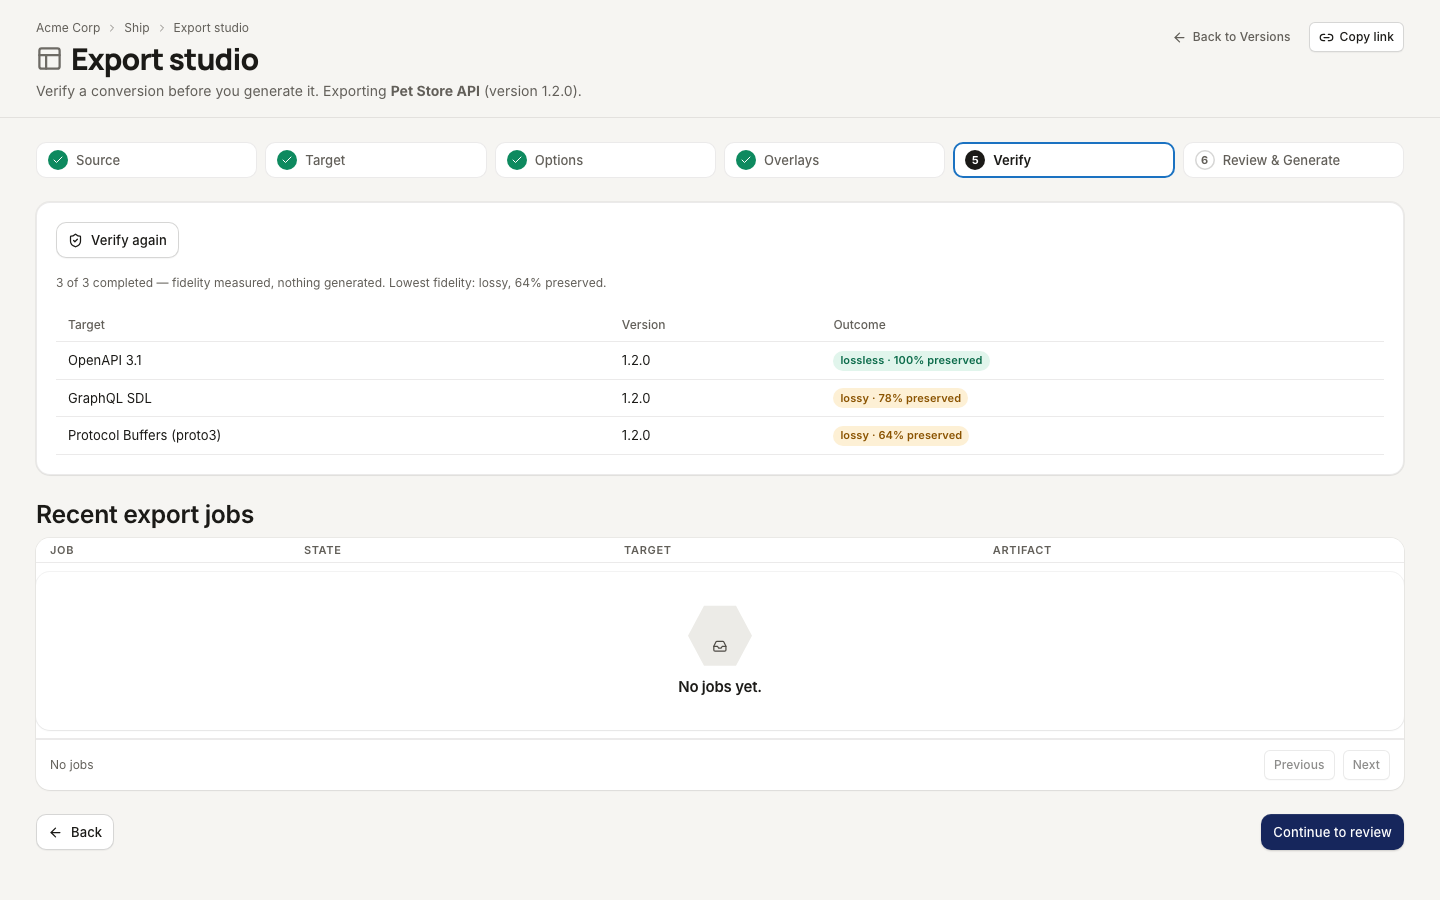 Acme Corp > Ship > Export studio
Back to Versions
Copy link
Export studio
Verify a conversion before you generate it. Exporting Pet Store API (version 1.2.0).
Source
Target
Options
Overlays
5 Verify
6 Review & Generate
Verify again
3 of 3 completed — fidelity measured, nothing generated. Lowest fidelity: lossy, 64% preserved.
Target Version Outcome
OpenAPI 3.1 1.2.0 lossless · 100% preserved
GraphQL SDL 1.2.0 lossy · 78% preserved
Protocol Buffers (proto3) 1.2.0 lossy · 64% preserved
Recent export jobs
JOB STATE TARGET ARTIFACT
No jobs yet.
No jobs
Previous Next
Back
Continue to review